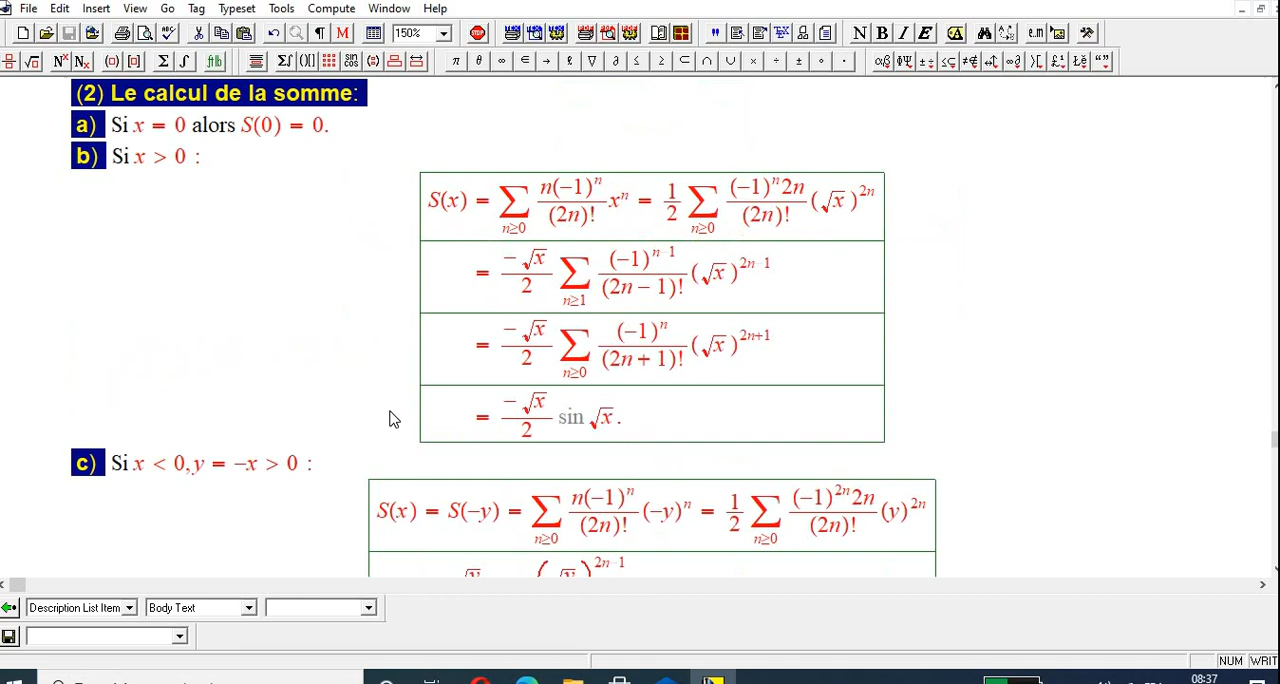 File Edit Insert View Go Tag Typeset Tools Compute Window Help
150%
(2) Le calcul de la somme:
a) Si x = 0 alors S(0) = 0.
b) Si x > 0 :
S(x) = ∑_{n≥0} n(−1)^n/(2n)! x^n = 1/2 ∑_{n≥0} (−1)^n 2n/(2n)! (√x)^{2n}
= −√x/2 ∑_{n≥1} (−1)^{n−1}/(2n − 1)! (√x)^{2n−1}
= −√x/2 ∑_{n≥0} (−1)^n/(2n + 1)! (√x)^{2n+1}
= −√x/2 sin √x.
c) Si x < 0, y = −x > 0 :
S(x) = S(−y) = ∑_{n≥0} n(−1)^n/(2n)! (−y)^n = 1/2 ∑_{n≥0} (−1)^{2n} 2n/(2n)! (y)^{2n}
Description List Item Body Text
NUM WRIT
08:37